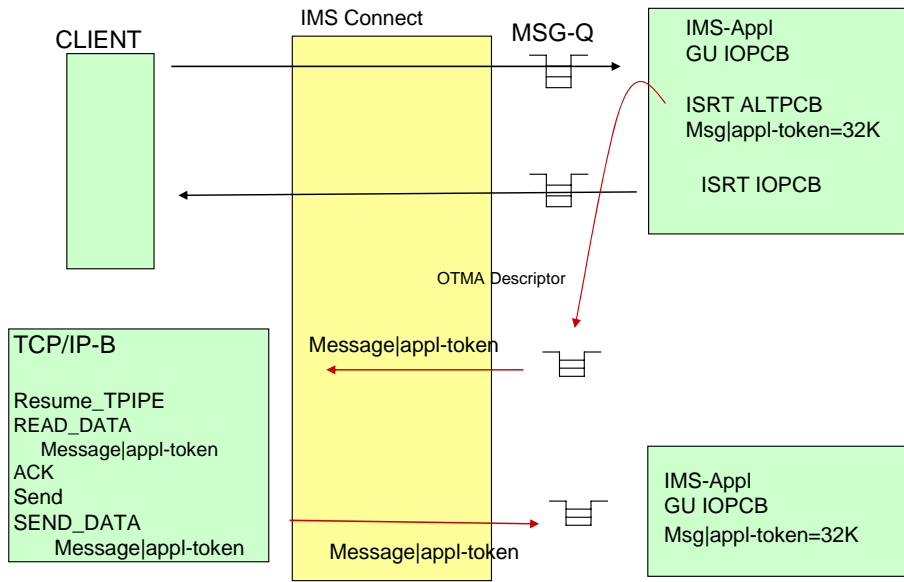 IMS Connect
CLIENT
MSG-Q
IMS-Appl
GU IOPCB
ISRT ALTPCB
Msg|appl-token=32K
ISRT IOPCB
OTMA Descriptor
Message|appl-token
TCP/IP-B
Resume_TPIPE
READ_DATA
Message|appl-token
ACK
Send
SEND_DATA
Message|appl-token
Message|appl-token
IMS-Appl
GU IOPCB
Msg|appl-token=32K